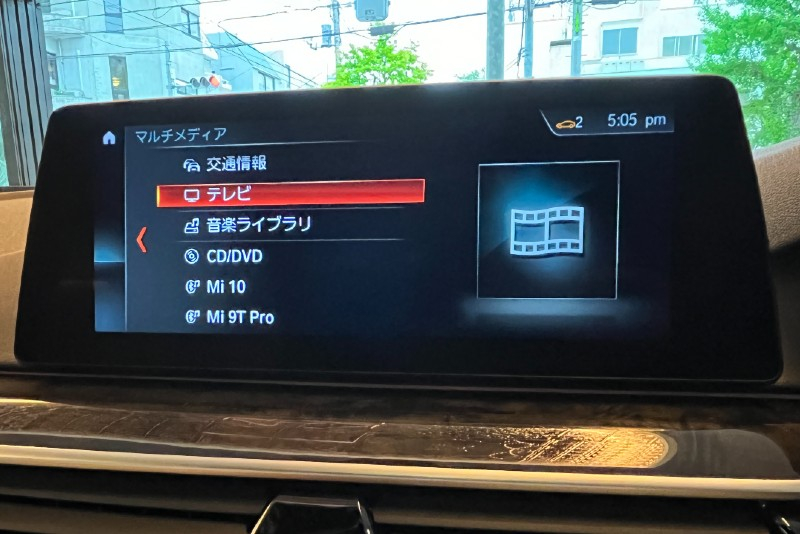 マルチメディア
2 5:05 pm
交通情報
テレビ
音楽ライブラリ
CD/DVD
Mi 10
Mi 9T Pro